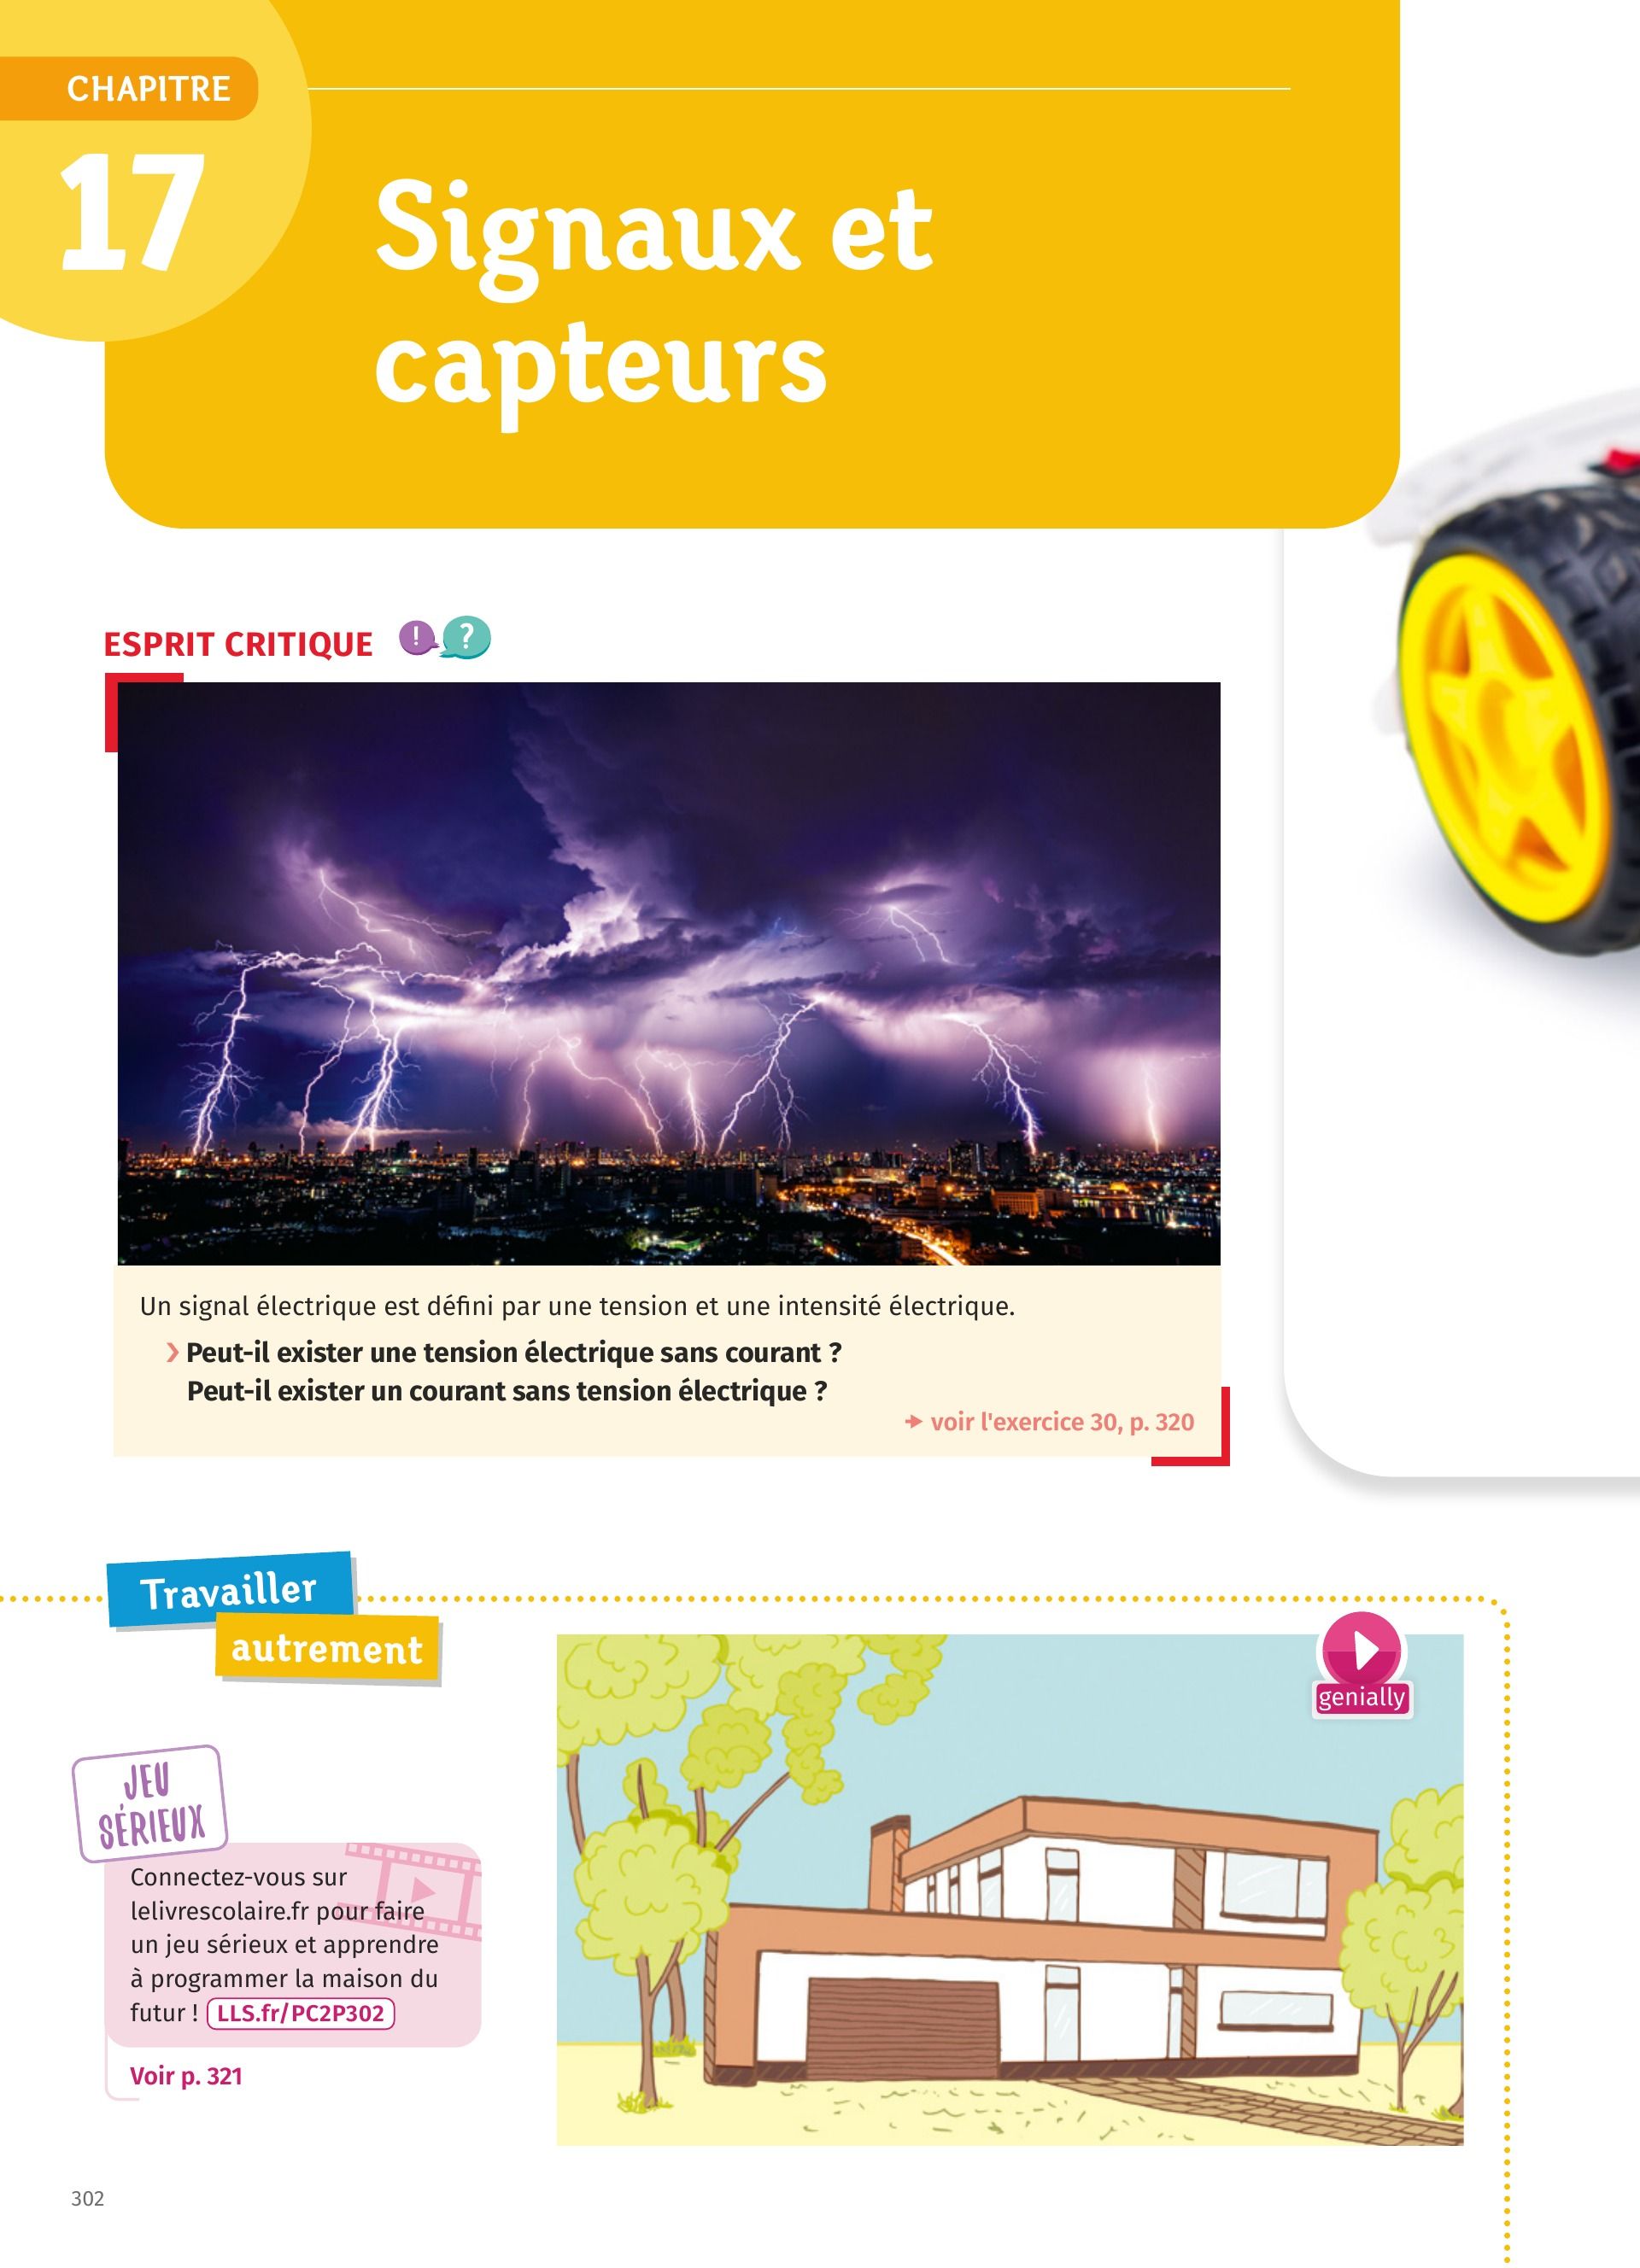 CHAPITRE
17
Signaux et
capteurs
ESPRIT CRITIQUE
! ?
Un signal électrique est défini par une tension et une intensité électrique.
› Peut-il exister une tension électrique sans courant ?
Peut-il exister un courant sans tension électrique ?
voir l'exercice 30, p. 320
Travailler
autrement
genially
JEU
SÉRIEUX
Connectez-vous sur
lelivrescolaire.fr pour faire
un jeu sérieux et apprendre
à programmer la maison du
futur ! LLS.fr/PC2P302
Voir p. 321
302